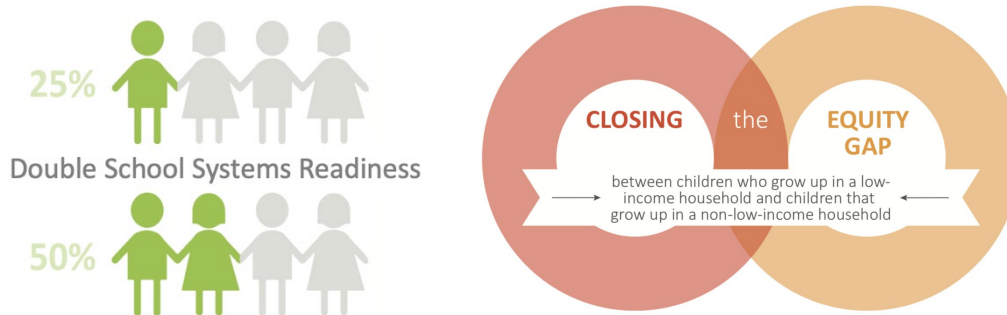 25%
Double School Systems Readiness
50%
CLOSING the EQUITY
GAP
between children who grow up in a low-
income household and children that
grow up in a non-low-income household